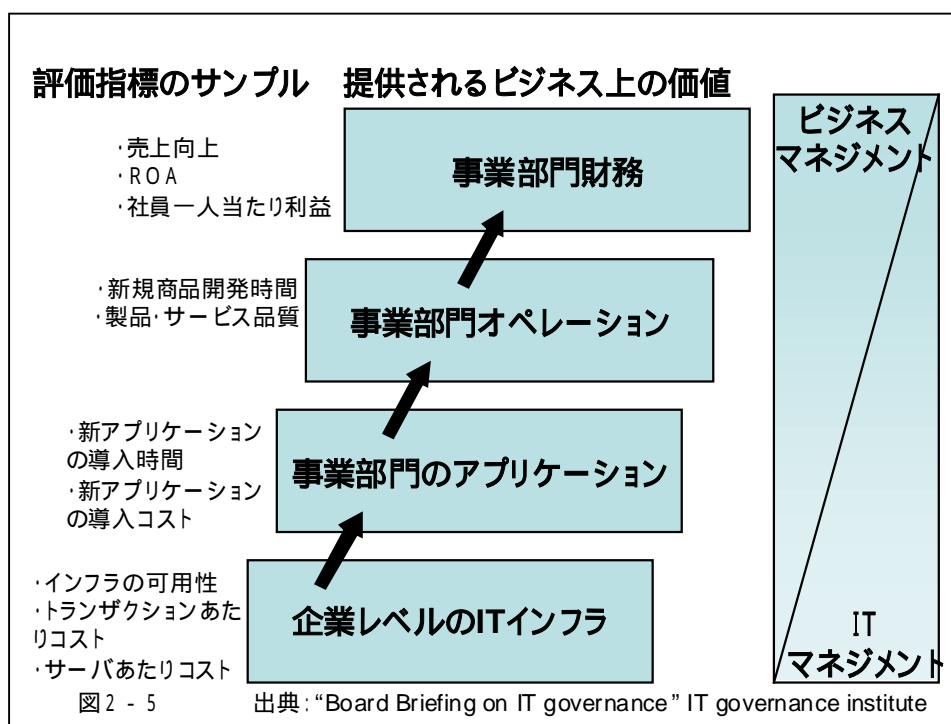 評価指標のサンプル　提供されるビジネス上の価値
・売上向上
・ROA
・社員一人当たり利益
事業部門財務
・新規商品開発時間
・製品・サービス品質
事業部門オペレーション
・新アプリケーション
の導入時間
・新アプリケーション
の導入コスト
事業部門のアプリケーション
・インフラの可用性
・トランザクションあた
りコスト
・サーバあたりコスト
企業レベルのITインフラ
ビジネス
マネジメント
IT
マネジメント
図2-5　出典:“Board Briefing on IT governance” IT governance institute